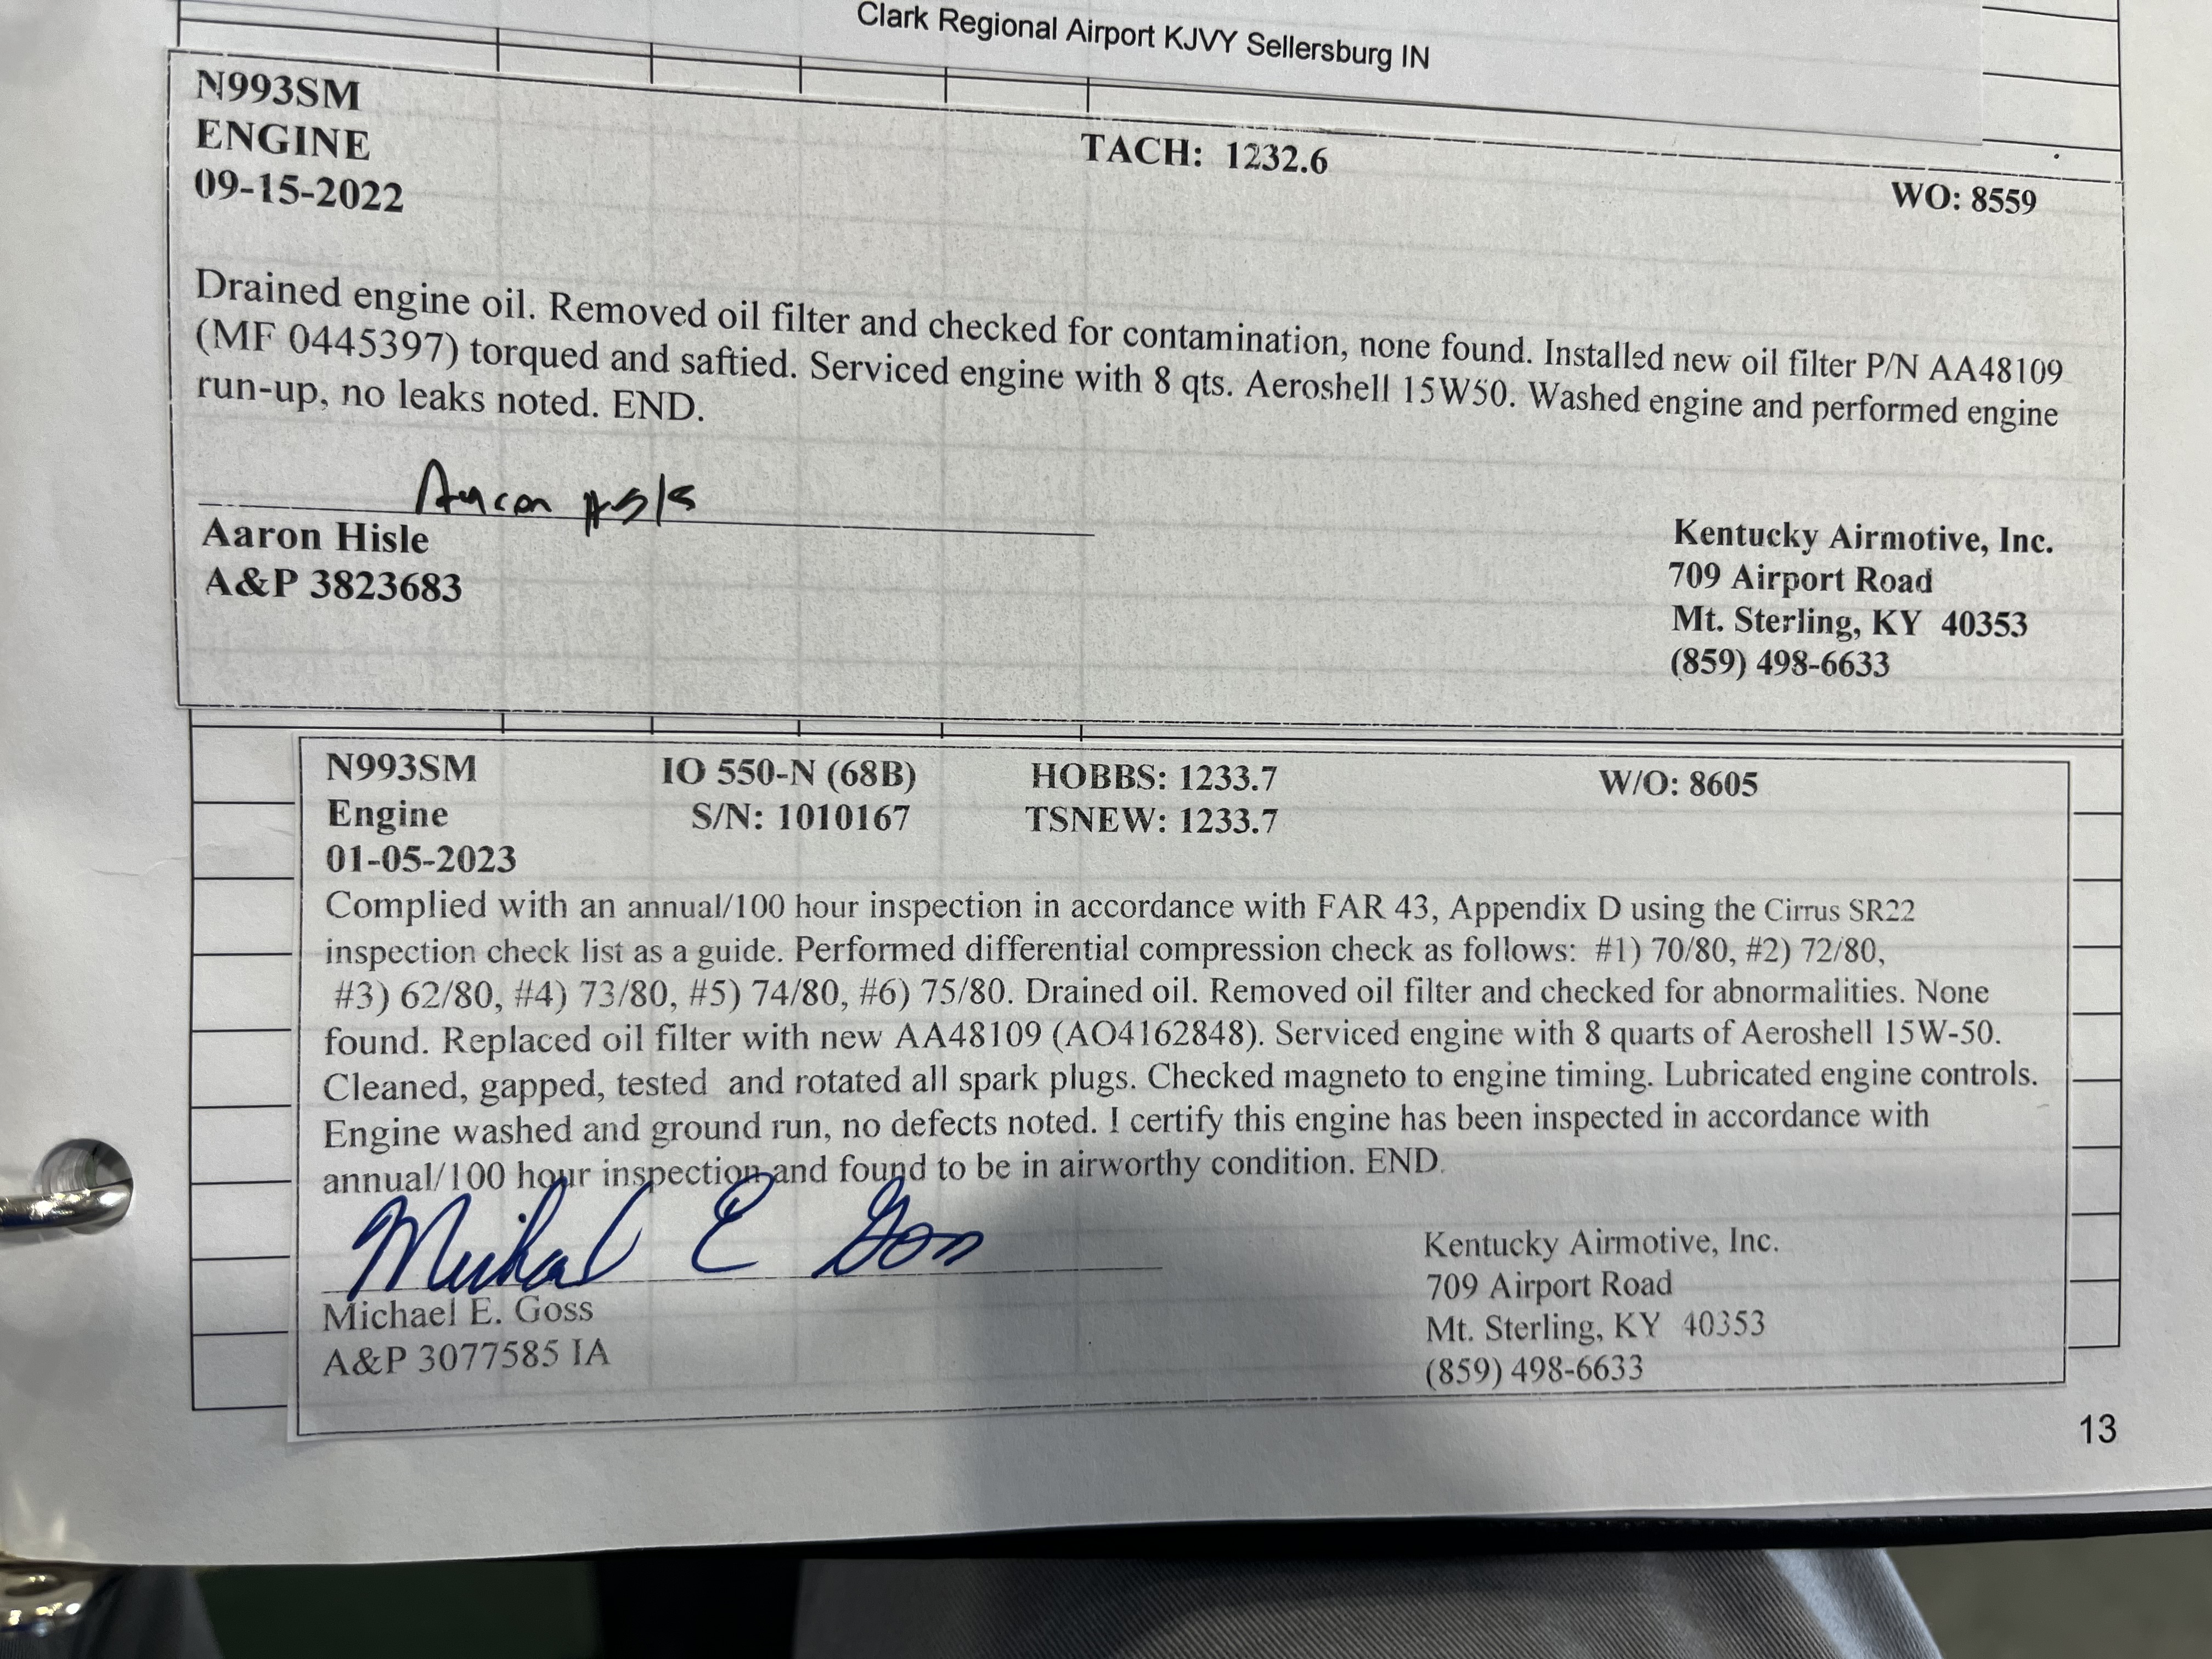 Clark Regional Airport KJVY Sellersburg IN
N993SM
ENGINE
TACH: 1232.6
09-15-2022
WO: 8559
Drained engine oil. Removed oil filter and checked for contamination, none found. Installed new oil filter P/N AA48109
(MF 0445397) torqued and saftied. Serviced engine with 8 qts. Aeroshell 15W50. Washed engine and performed engine
run-up, no leaks noted. END.
Aaron Hisle
Aaron Hisle
A&P 3823683
Kentucky Airmotive, Inc.
709 Airport Road
Mt. Sterling, KY 40353
(859) 498-6633
N993SM IO 550-N (68B) HOBBS: 1233.7 W/O: 8605
Engine S/N: 1010167 TSNEW: 1233.7
01-05-2023
Complied with an annual/100 hour inspection in accordance with FAR 43, Appendix D using the Cirrus SR22
inspection check list as a guide. Performed differential compression check as follows: #1) 70/80, #2) 72/80,
#3) 62/80, #4) 73/80, #5) 74/80, #6) 75/80. Drained oil. Removed oil filter and checked for abnormalities. None
found. Replaced oil filter with new AA48109 (AO4162848). Serviced engine with 8 quarts of Aeroshell 15W-50.
Cleaned, gapped, tested and rotated all spark plugs. Checked magneto to engine timing. Lubricated engine controls.
Engine washed and ground run, no defects noted. I certify this engine has been inspected in accordance with
annual/100 hour inspection and found to be in airworthy condition. END.
Michael E Goss
Michael E. Goss
A&P 3077585 IA
Kentucky Airmotive, Inc.
709 Airport Road
Mt. Sterling, KY 40353
(859) 498-6633
13